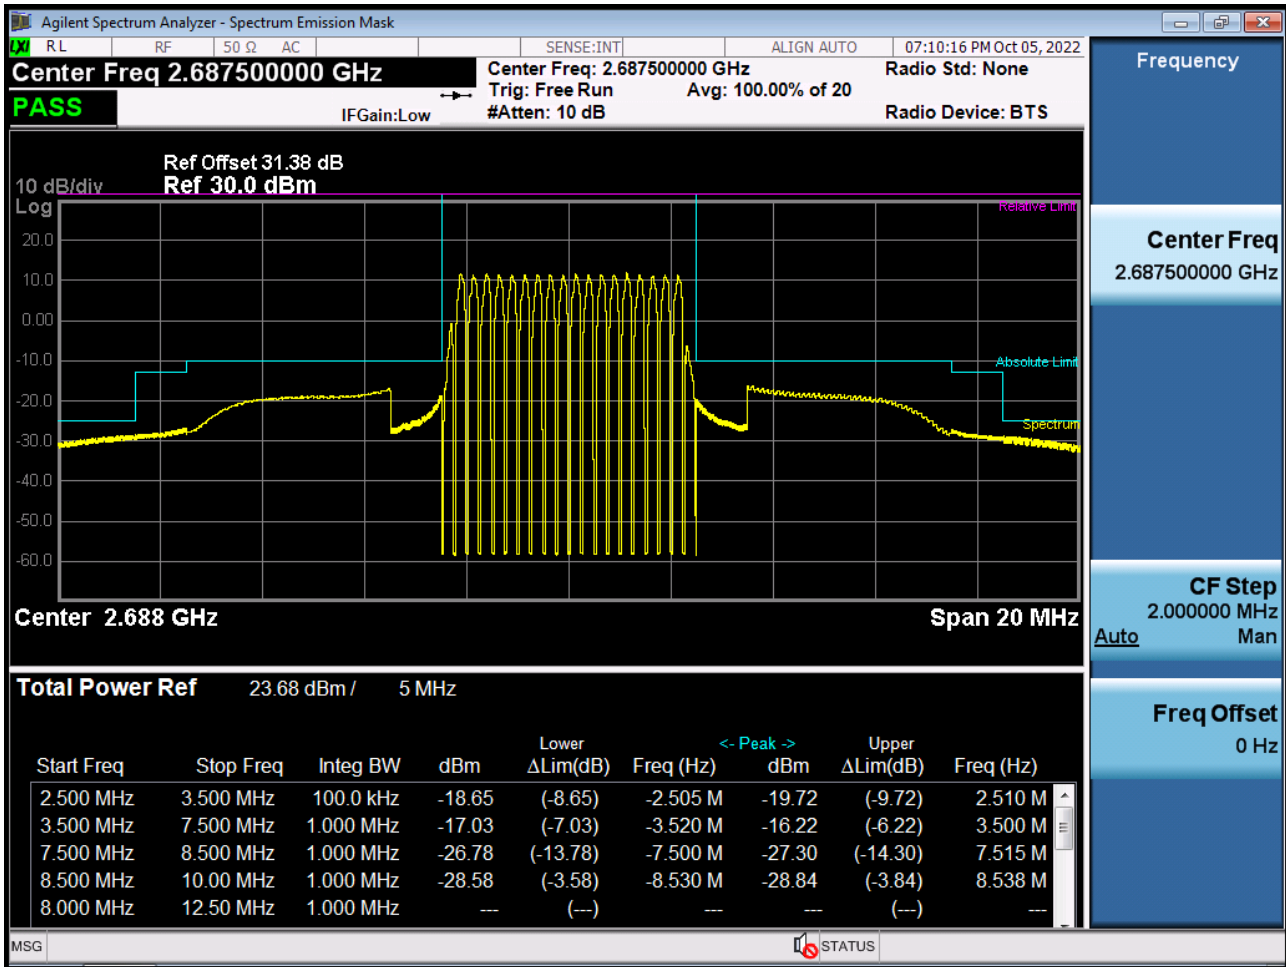 Agilent Spectrum Analyzer - Spectrum Emission Mask
LXI RL RF 50 Ω AC SENSE:INT ALIGN AUTO 07:10:16 PM Oct 05, 2022
Center Freq 2.687500000 GHz Center Freq: 2.687500000 GHz Radio Std: None
Trig: Free Run Avg: 100.00% of 20
PASS IFGain:Low #Atten: 10 dB Radio Device: BTS
Ref Offset 31.38 dB
10 dB/div Ref 30.0 dBm
Log
Relative Limit
20.0
10.0
0.00
-10.0
Absolute Limit
-20.0
Spectrum
-30.0
-40.0
-50.0
-60.0
Center 2.688 GHz Span 20 MHz
Total Power Ref 23.68 dBm / 5 MHz
Lower <- Peak -> Upper
Start Freq Stop Freq Integ BW dBm ΔLim(dB) Freq (Hz) dBm ΔLim(dB) Freq (Hz)
2.500 MHz 3.500 MHz 100.0 kHz -18.65 (-8.65) -2.505 M -19.72 (-9.72) 2.510 M
3.500 MHz 7.500 MHz 1.000 MHz -17.03 (-7.03) -3.520 M -16.22 (-6.22) 3.500 M
7.500 MHz 8.500 MHz 1.000 MHz -26.78 (-13.78) -7.500 M -27.30 (-14.30) 7.515 M
8.500 MHz 10.00 MHz 1.000 MHz -28.58 (-3.58) -8.530 M -28.84 (-3.84) 8.538 M
8.000 MHz 12.50 MHz 1.000 MHz --- (---) --- --- (---) ---
MSG STATUS
Frequency
Center Freq
2.687500000 GHz
CF Step
2.000000 MHz
Auto Man
Freq Offset
0 Hz